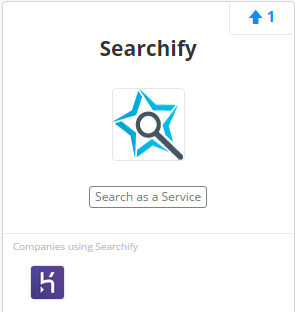 1
Searchify
Search as a Service
Companies using Searchify